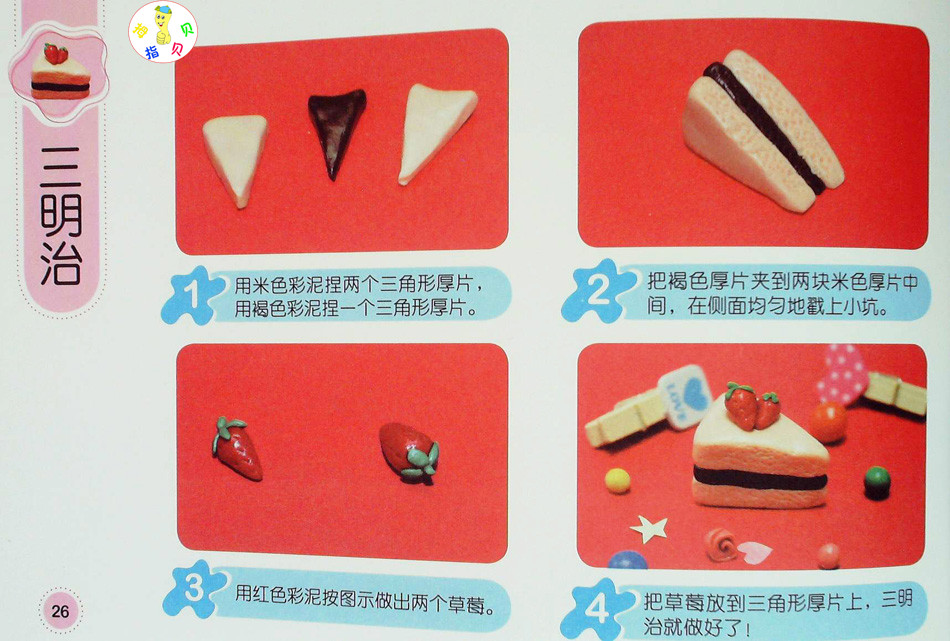 三明治
指贝贝
1
用米色彩泥捏两个三角形厚片，
用褐色彩泥捏一个三角形厚片。
2
把褐色厚片夹到两块米色厚片中
间，在侧面均匀地戳上小坑。
3
用红色彩泥按图示做出两个草莓。
LOVE
4
把草莓放到三角形厚片上，三明
治就做好了！
26